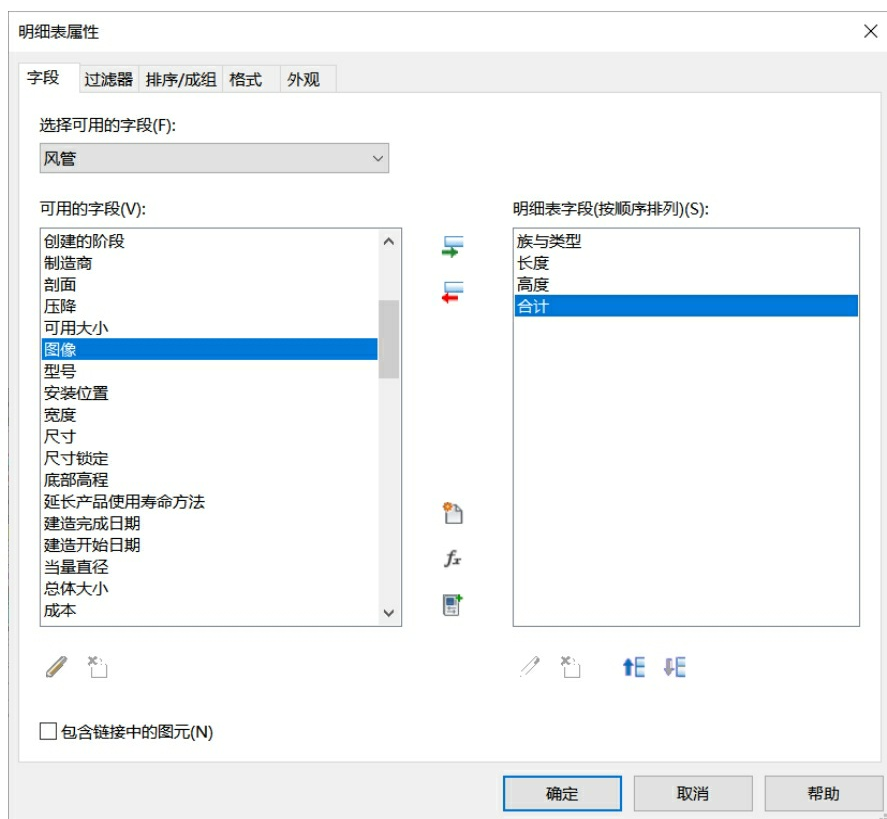 明细表属性
字段 过滤器 排序/成组 格式 外观
选择可用的字段(F):
风管
可用的字段(V):
创建的阶段
制造商
剖面
压降
可用大小
图像
型号
安装位置
宽度
尺寸
尺寸锁定
底部高程
延长产品使用寿命方法
建造完成日期
建造开始日期
当量直径
总体大小
成本
fx
明细表字段(按顺序排列)(S):
族与类型
长度
高度
合计
包含链接中的图元(N)
确定 取消 帮助